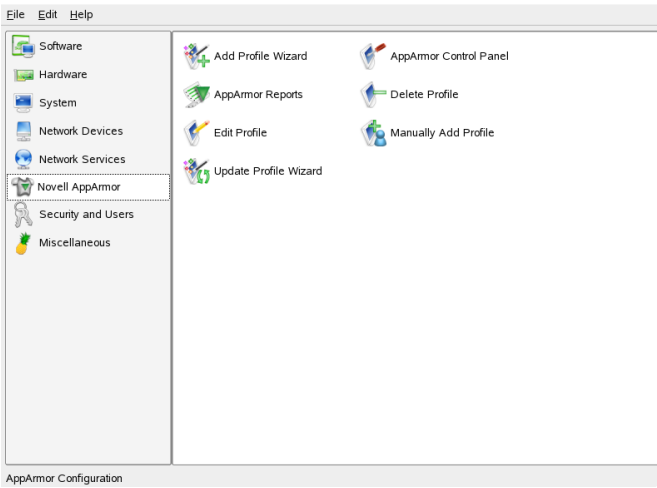 File Edit Help
Software
Hardware
System
Network Devices
Network Services
Novell AppArmor
Security and Users
Miscellaneous
Add Profile Wizard
AppArmor Control Panel
AppArmor Reports
Delete Profile
Edit Profile
Manually Add Profile
Update Profile Wizard
AppArmor Configuration